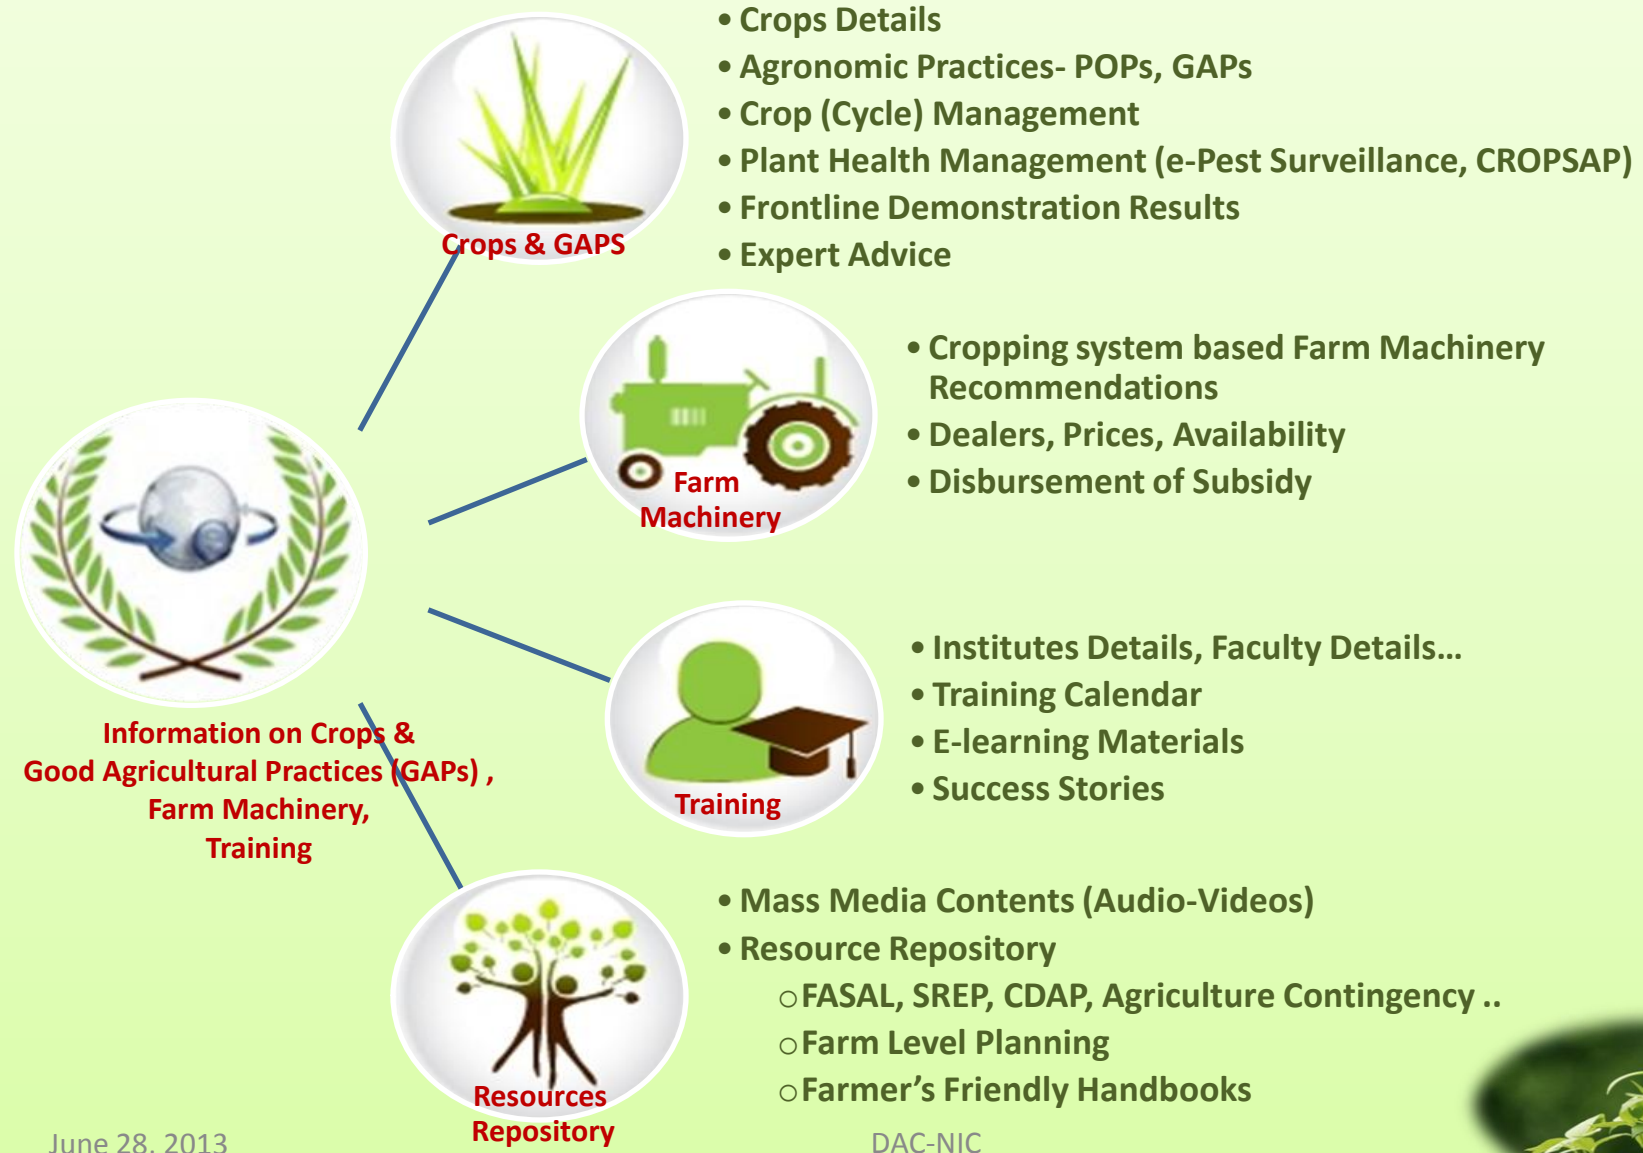 • Crops Details
• Agronomic Practices- POPs, GAPs
• Crop (Cycle) Management
• Plant Health Management (e-Pest Surveillance, CROPSAP)
• Frontline Demonstration Results
• Expert Advice
Crops & GAPS
• Cropping system based Farm Machinery
Recommendations
• Dealers, Prices, Availability
• Disbursement of Subsidy
Farm
Machinery
Information on Crops &
Good Agricultural Practices (GAPs) ,
Farm Machinery,
Training
• Institutes Details, Faculty Details...
• Training Calendar
• E-learning Materials
• Success Stories
Training
• Mass Media Contents (Audio-Videos)
• Resource Repository
○FASAL, SREP, CDAP, Agriculture Contingency ..
○Farm Level Planning
○Farmer’s Friendly Handbooks
Resources
Repository
June 28, 2013
DAC-NIC